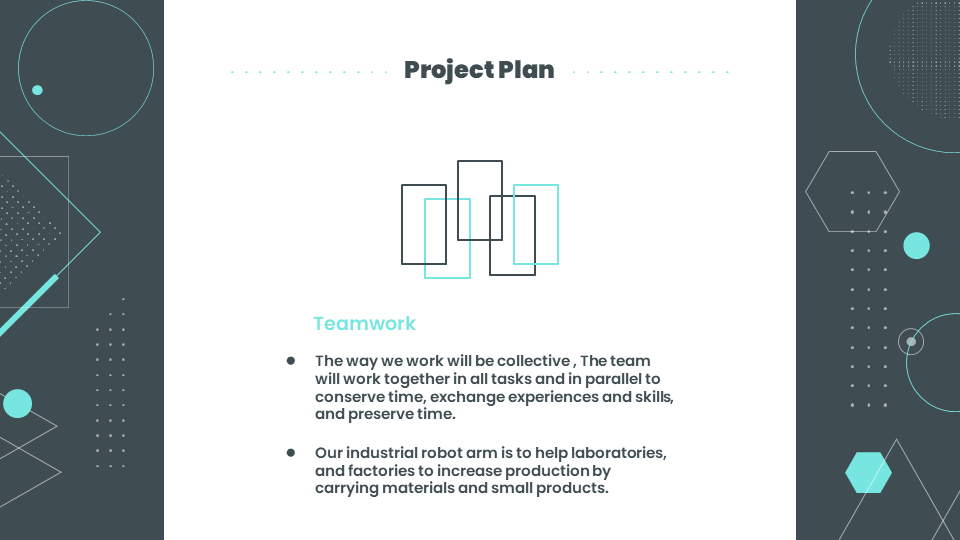 Project Plan
Teamwork
● The way we work will be collective , The team
will work together in all tasks and in parallel to
conserve time, exchange experiences and skills,
and preserve time.
● Our industrial robot arm is to help laboratories,
and factories to increase production by
carrying materials and small products.